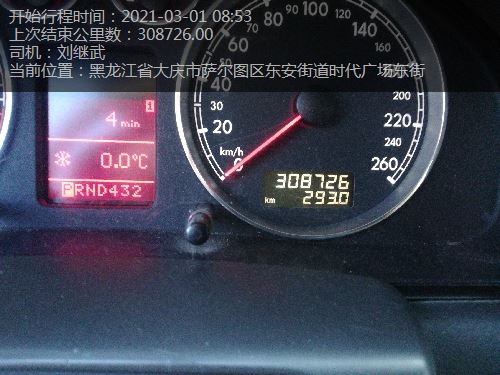 开始行程时间：2021-03-01 08:53
上次结束公里数：308726.00
司机：刘继武
当前位置：黑龙江省大庆市萨尔图区东安街道时代广场东街
60
80
100
120
140
160
180
200
220
240
260
40
30
20
0
km/h
1
4 min
0.0°C
PRND432
308726
km 293.0